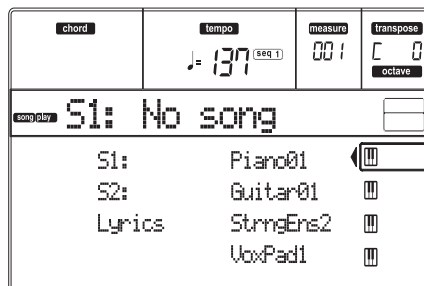 chord tempo measure transpose
♩= 137 seq 1 001 C 0
octave
song play S1: No song
S1: Piano01
S2: Guitar01
Lyrics StrngEns2
VoxPad1